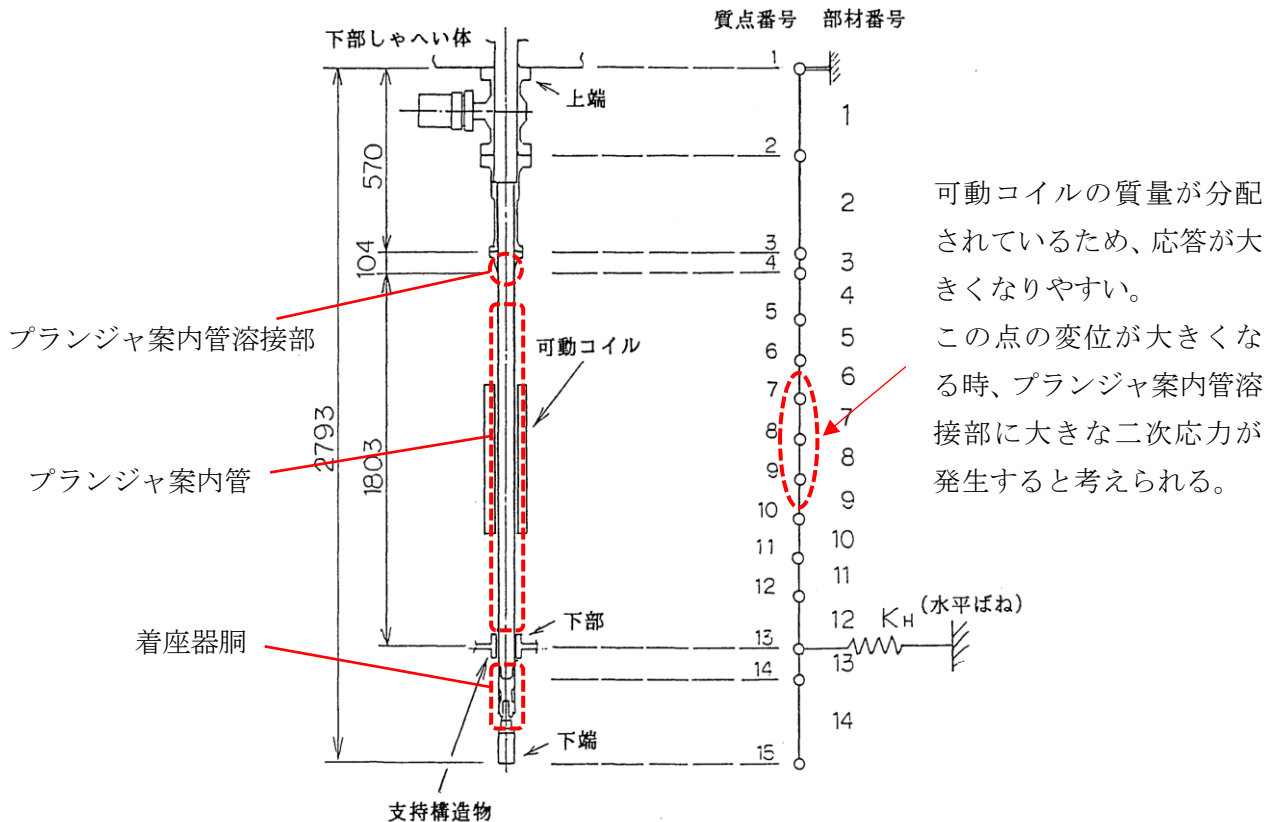 質点番号 部材番号
下部しゃへい体
上端
570
104
1803
2793
プランジャ案内管溶接部
可動コイル
プランジャ案内管
着座器胴
下部
下端
支持構造物
1
2
3
4
5
6
7
8
9
10
11
12
13
14
15
1
2
3
4
5
6
7
8
9
10
11
12
13
14
KH
(水平ばね)
可動コイルの質量が分配
されているため、応答が大
きくなりやすい。
この点の変位が大きくな
る時、プランジャ案内管溶
接部に大きな二次応力が
発生すると考えられる。